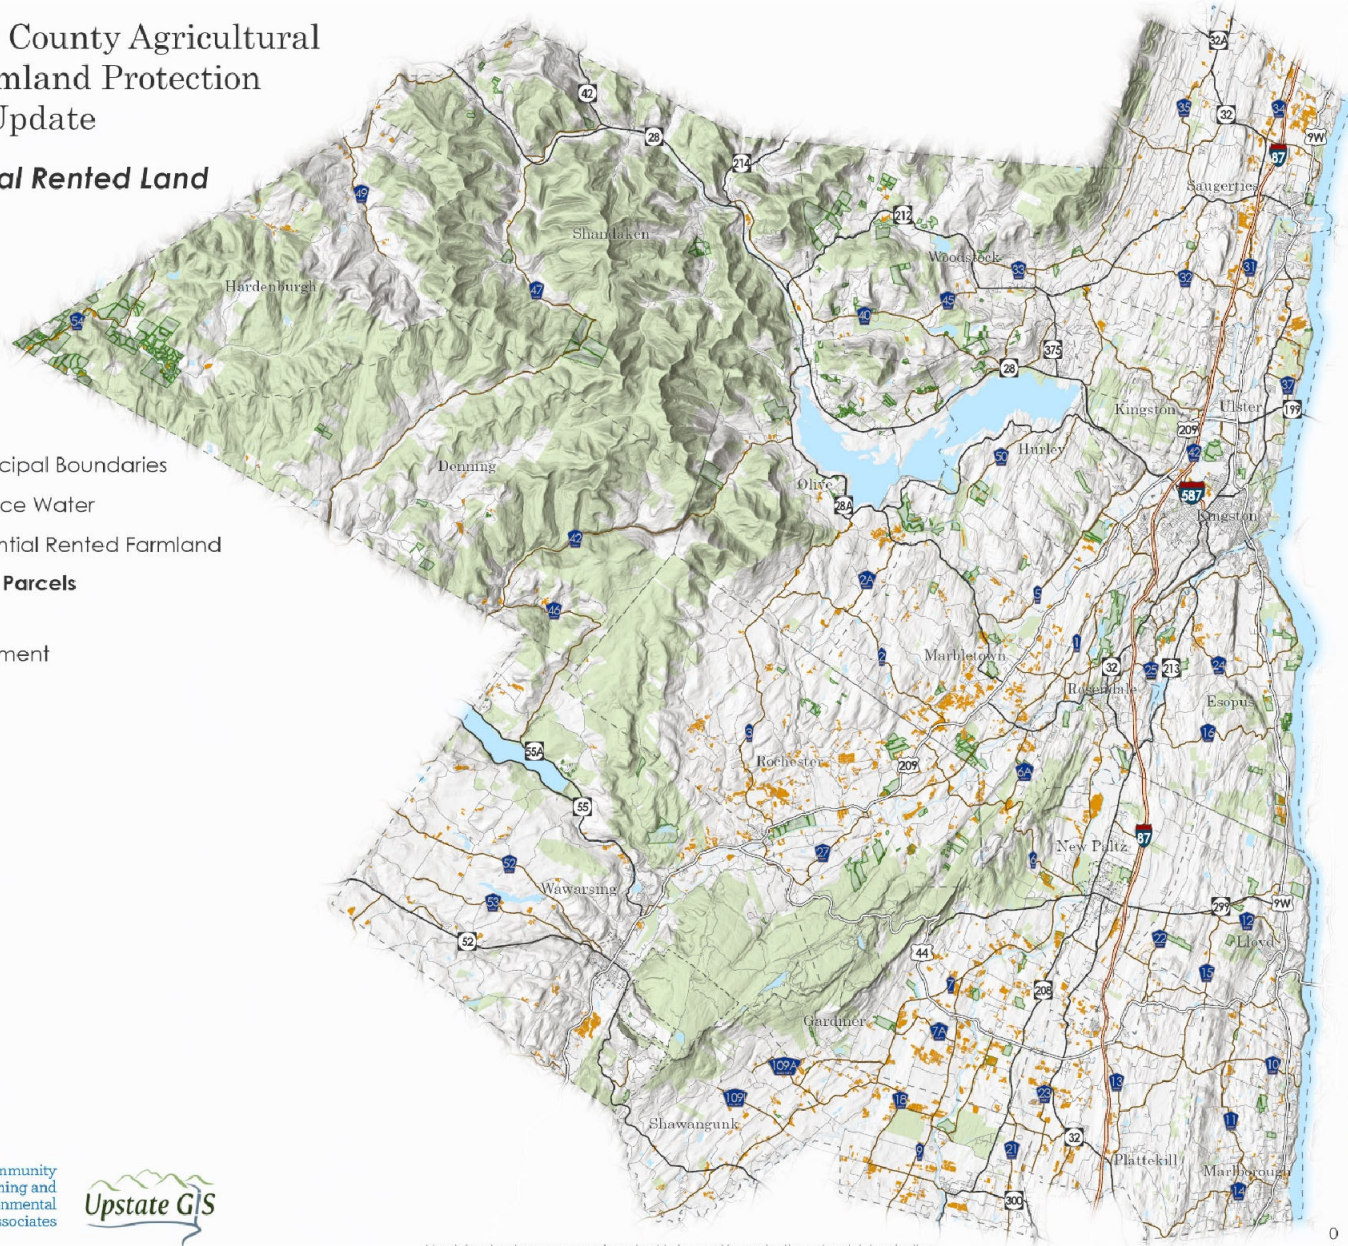 County Agricultural
mland Protection
Update
al Rented Land
cipal Boundaries
ce Water
ntial Rented Farmland
Parcels
ment
mmunity
ning and
nmental
ssociates
Upstate GIS
32A
35
32
34
9W
87
42
28
214
Saugerties
49
212
Shandaken
Woodstock
33
32
31
Hardenburgh
47
45
40
54
375
28
37
Kingston
Ulster
199
209
42
Hurley
50
Denning
Olive
28A
587
Kingston
42
2A
46
5
1
2
Marbletown
32
25
213
24
Rosendale
Esopus
3
16
55A
Rochester
209
6A
55
87
New Paltz
27
6
52
Wawarsing
53
299
9W
12
52
22
Lloyd
44
15
7
208
Gardiner
7A
109A
10
13
109
18
23
11
Shawangunk
32
9
21
Plattekill
Marlborough
14
300
0